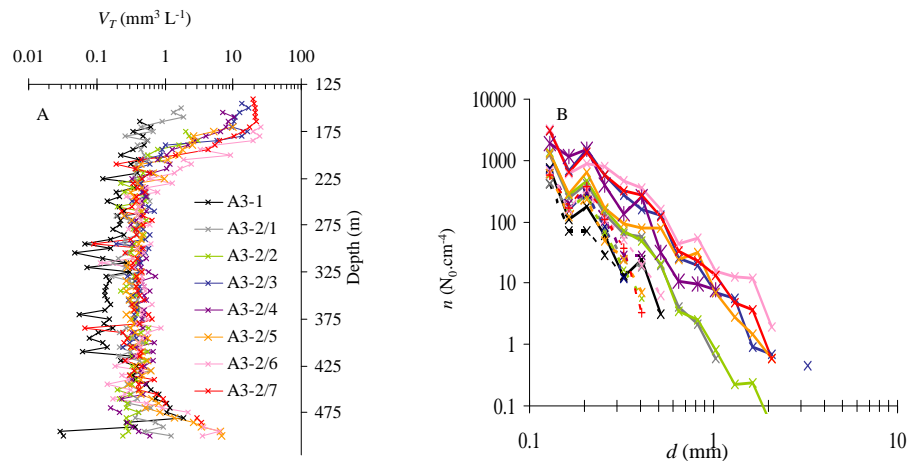 V_T (mm³ L⁻¹)
0.01 0.1 1 10 100
A
125
175
225
275
325
375
425
475
Depth (m)
A3-1
A3-2/1
A3-2/2
A3-2/3
A3-2/4
A3-2/5
A3-2/6
A3-2/7
B
10000
1000
100
10
1
0.1
n (N₀.cm⁻⁴)
0.1 1 10
d (mm)